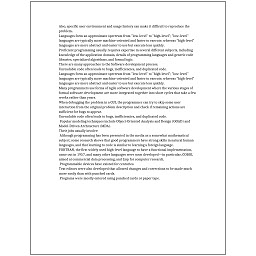 Also, specific user environment and usage history can make it difficult to reproduce the
problem.
Languages form an approximate spectrum from "low-level" to "high-level"; "low-level"
languages are typically more machine-oriented and faster to execute, whereas "high-level"
languages are more abstract and easier to use but execute less quickly.
Proficient programming usually requires expertise in several different subjects, including
knowledge of the application domain, details of programming languages and generic code
libraries, specialized algorithms, and formal logic.
There are many approaches to the Software development process.
Unreadable code often leads to bugs, inefficiencies, and duplicated code.
Languages form an approximate spectrum from "low-level" to "high-level"; "low-level"
languages are typically more machine-oriented and faster to execute, whereas "high-level"
languages are more abstract and easier to use but execute less quickly.
Many programmers use forms of Agile software development where the various stages of
formal software development are more integrated together into short cycles that take a few
weeks rather than years.
When debugging the problem in a GUI, the programmer can try to skip some user
interaction from the original problem description and check if remaining actions are
sufficient for bugs to appear.
Unreadable code often leads to bugs, inefficiencies, and duplicated code.
Popular modeling techniques include Object-Oriented Analysis and Design (OOAD) and
Model-Driven Architecture (MDA).
Their jobs usually involve:
Although programming has been presented in the media as a somewhat mathematical
subject, some research shows that good programmers have strong skills in natural human
languages, and that learning to code is similar to learning a foreign language.
FORTRAN, the first widely used high-level language to have a functional implementation,
came out in 1957, and many other languages were soon developed—in particular, COBOL
aimed at commercial data processing, and Lisp for computer research.
Programmable devices have existed for centuries.
Text editors were also developed that allowed changes and corrections to be made much
more easily than with punched cards.
Programs were mostly entered using punched cards or paper tape.